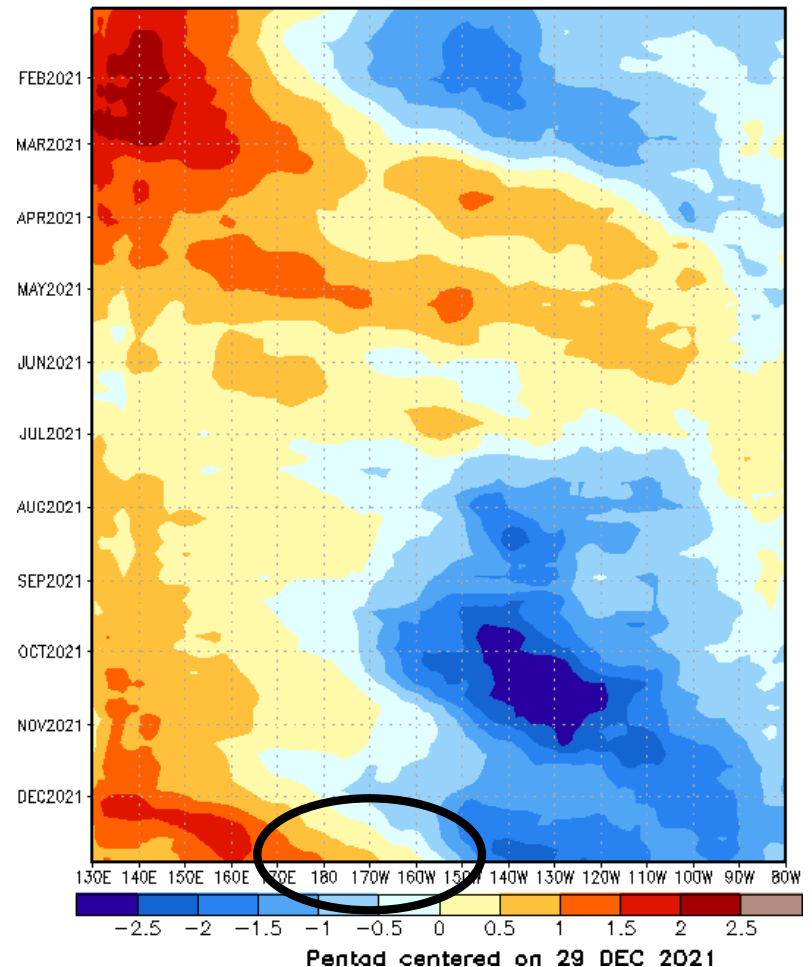 FEB2021
MAR2021
APR2021
MAY2021
JUN2021
JUL2021
AUG2021
SEP2021
OCT2021
NOV2021
DEC2021
130E 140E 150E 160E 170E 180 170W 160W 150W 140W 130W 120W 110W 100W 90W 80W
-2.5 -2 -1.5 -1 -0.5 0 0.5 1 1.5 2 2.5
Pentad centered on 29 DEC 2021